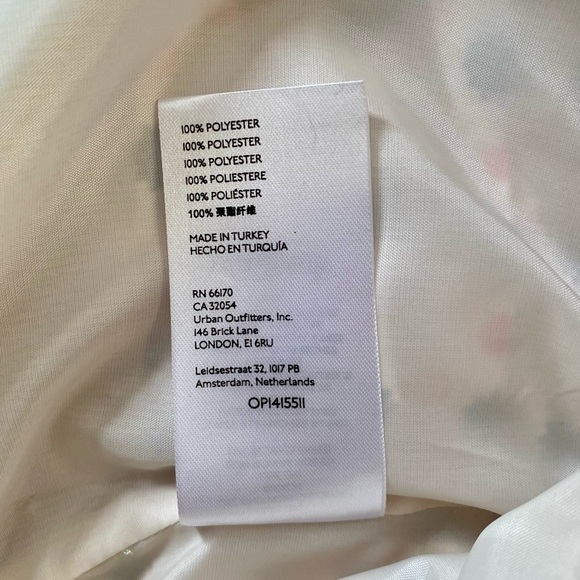 100% POLYESTER
100% POLYESTER
100% POLYESTER
100% POLIESTERE
100% POLIÉSTER
100% 聚酯纤维
MADE IN TURKEY
HECHO EN TURQUÍA
RN 66170
CA 32054
Urban Outfitters, Inc.
146 Brick Lane
LONDON, E1 6RU
Leidsestraat 32, 1017 PB
Amsterdam, Netherlands
OP1415511